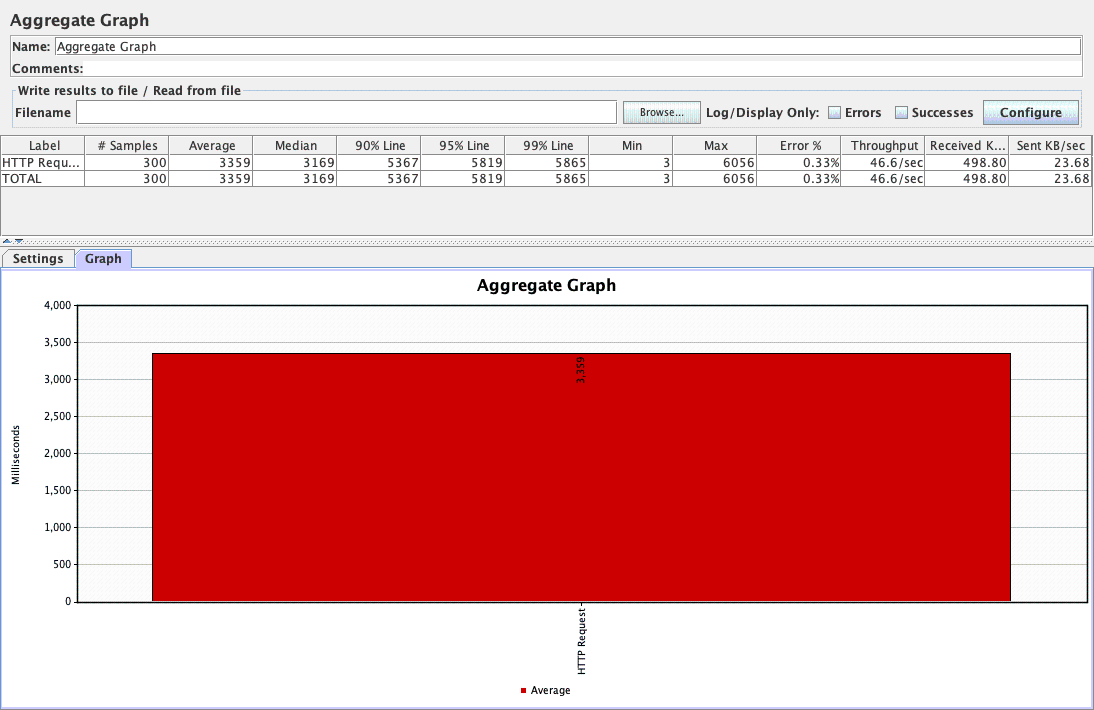 Aggregate Graph
Name: Aggregate Graph
Comments:
Write results to file / Read from file
Filename Browse... Log/Display Only: Errors Successes Configure
Label # Samples Average Median 90% Line 95% Line 99% Line Min Max Error % Throughput Received K... Sent KB/sec
HTTP Requ... 300 3359 3169 5367 5819 5865 3 6056 0.33% 46.6/sec 498.80 23.68
TOTAL 300 3359 3169 5367 5819 5865 3 6056 0.33% 46.6/sec 498.80 23.68
Settings Graph
Aggregate Graph
4,000
3,500
3,000
2,500
2,000
1,500
1,000
500
0
Milliseconds
3,359
HTTP Request
Average